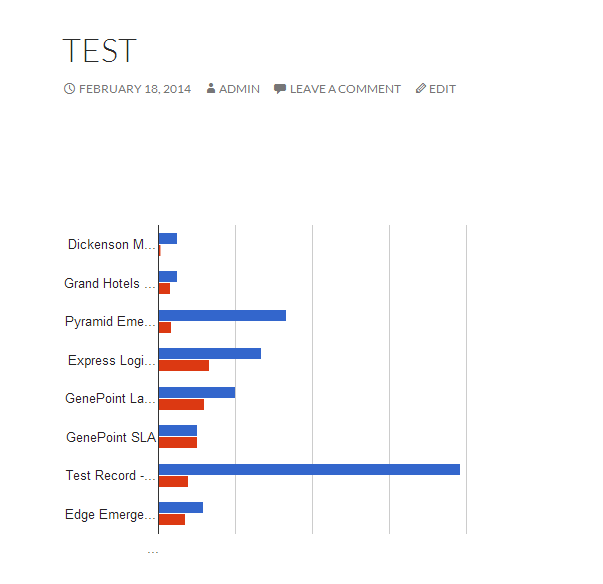 TEST
FEBRUARY 18, 2014 ADMIN LEAVE A COMMENT EDIT
Dickenson M...
Grand Hotels ...
Pyramid Eme...
Express Logi...
GenePoint La...
GenePoint SLA
Test Record -...
Edge Emerge...
...